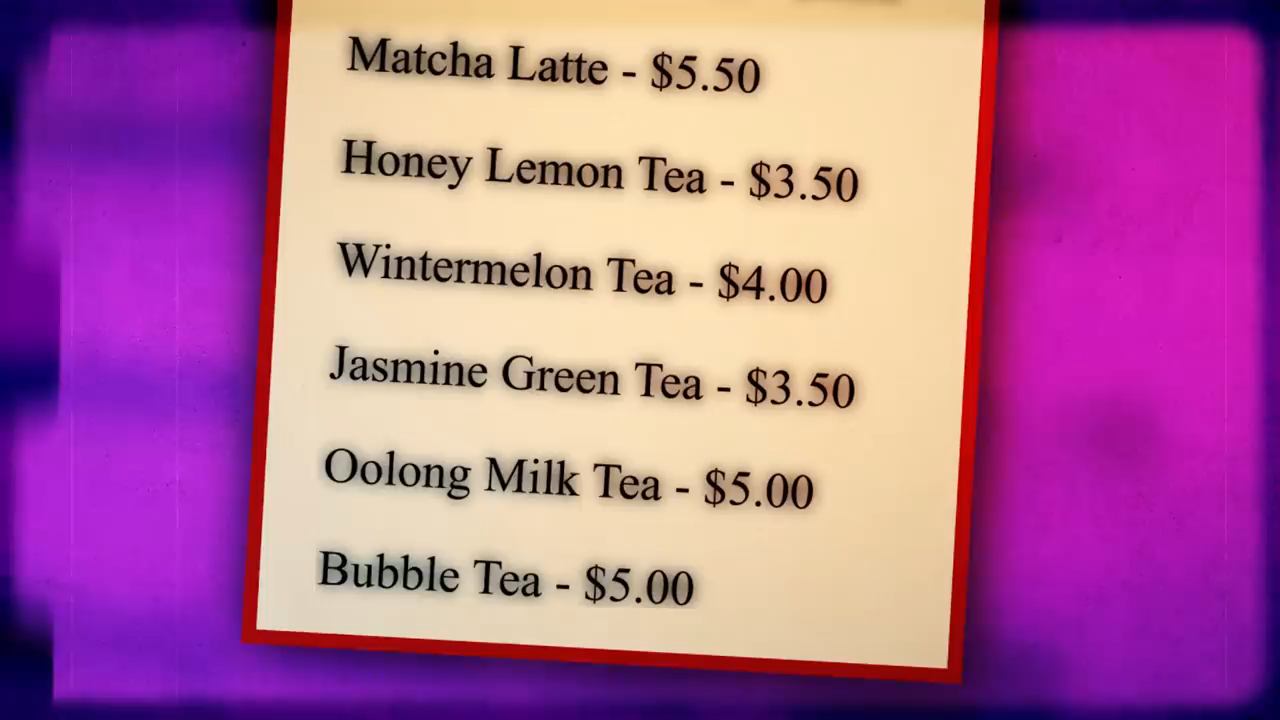 Matcha Latte - $5.50
Honey Lemon Tea - $3.50
Wintermelon Tea - $4.00
Jasmine Green Tea - $3.50
Oolong Milk Tea - $5.00
Bubble Tea - $5.00